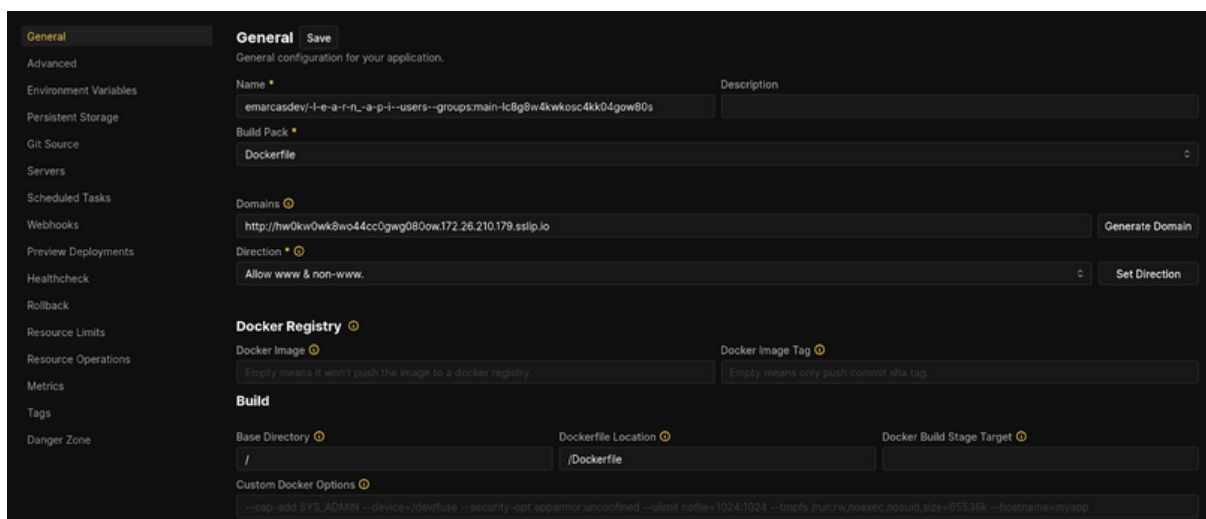 General
Advanced
Environment Variables
Persistent Storage
Git Source
Servers
Scheduled Tasks
Webhooks
Preview Deployments
Healthcheck
Rollback
Resource Limits
Resource Operations
Metrics
Tags
Danger Zone
General Save
General configuration for your application.
Name * Description
emarcasdev/-l-e-a-r-n_-a-p-i--users--groups:main-lc8g8w4kwkosc4kk04gow80s
Build Pack *
Dockerfile
Domains
http://hw0kw0wk8wo44cc0gwg080ow.172.26.210.179.sslip.io Generate Domain
Direction *
Allow www & non-www. Set Direction
Docker Registry
Docker Image Docker Image Tag
Empty means it won't push the image to a docker registry. Empty means only push commit sha tag.
Build
Base Directory Dockerfile Location Docker Build Stage Target
/ /Dockerfile
Custom Docker Options
--cap-add SYS_ADMIN --device=/dev/fuse --security-opt apparmor:unconfined --ulimit nofile=1024:1024 --tmpfs /run:rw,noexec,nosuid,size=65536k --hostname=myapp